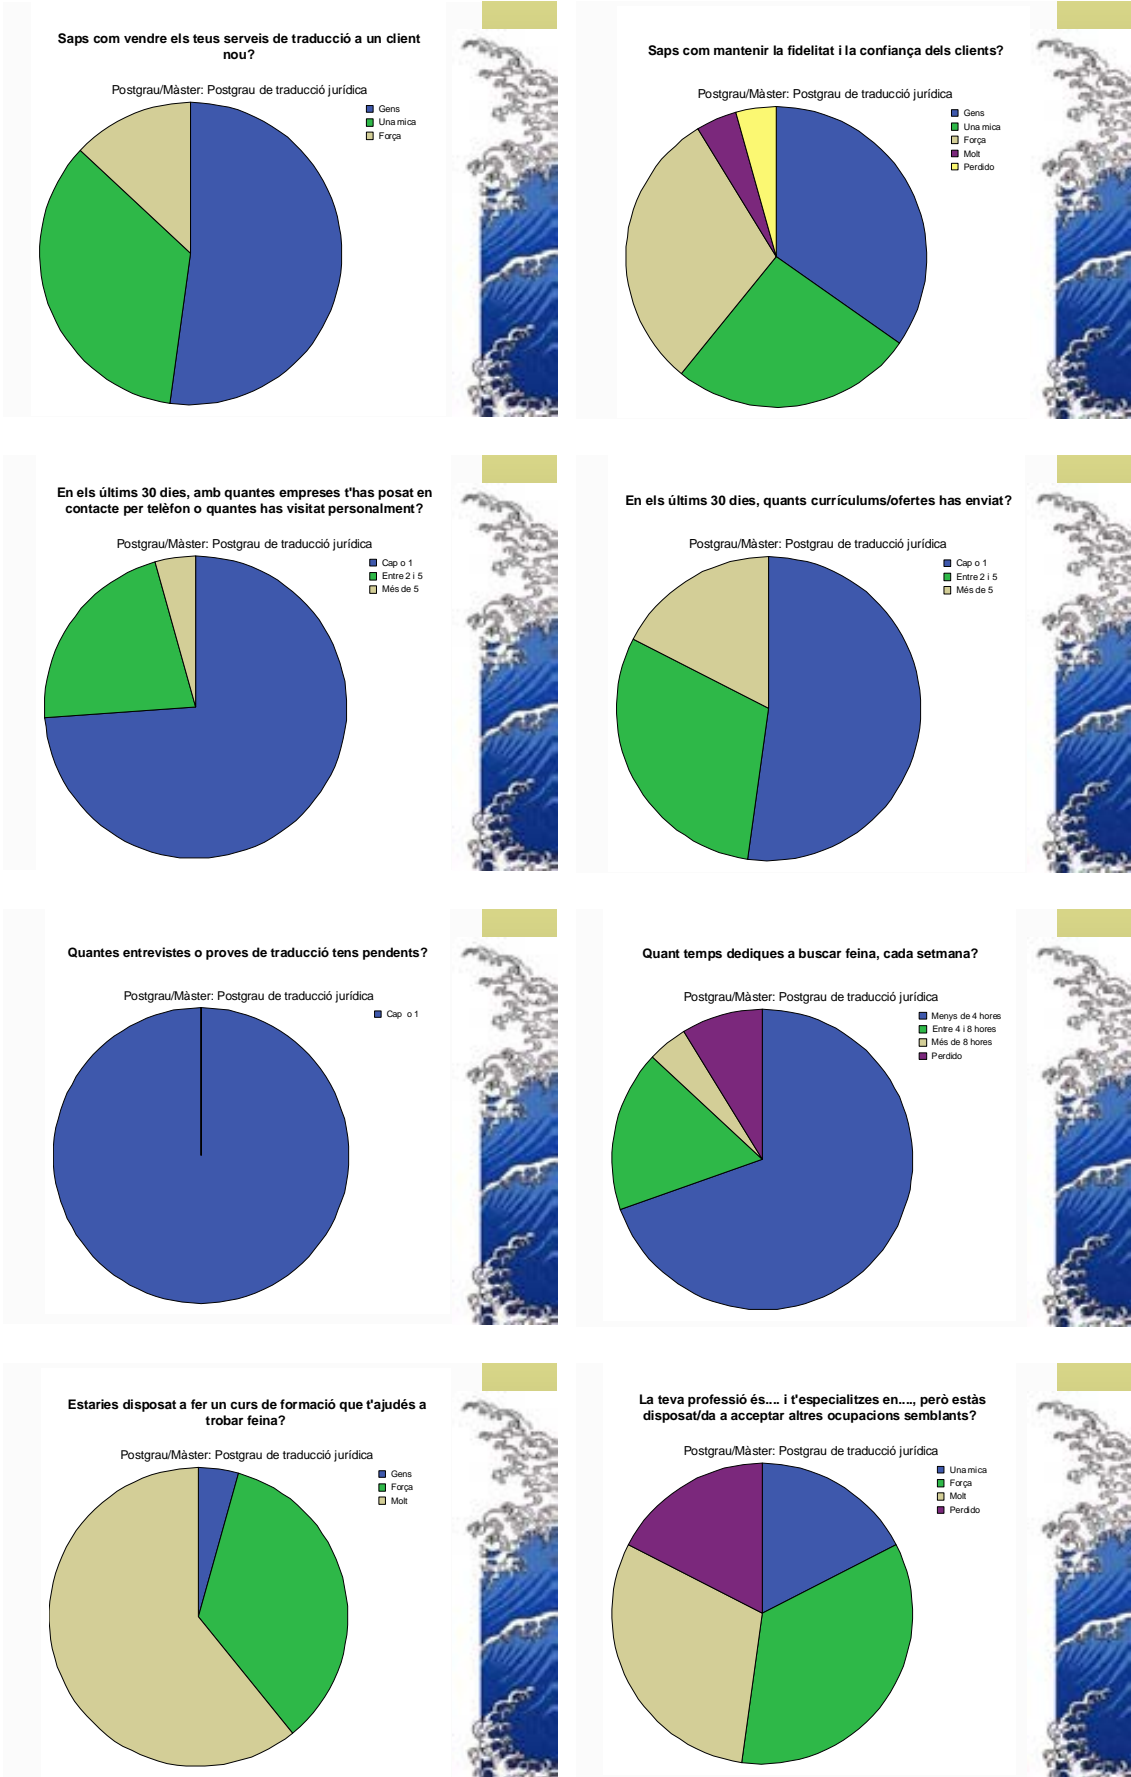 Saps com vendre els teus serveis de traducció a un client
nou?
Postgrau/Màster: Postgrau de traducció jurídica
Gens
Una mica
Força
Saps com mantenir la fidelitat i la confiança dels clients?
Postgrau/Màster: Postgrau de traducció jurídica
Gens
Una mica
Força
Molt
Perdido
En els últims 30 dies, amb quantes empreses t'has posat en
contacte per telèfon o quantes has visitat personalment?
Postgrau/Màster: Postgrau de traducció jurídica
Cap o 1
Entre 2 i 5
Més de 5
En els últims 30 dies, quants currículums/ofertes has enviat?
Postgrau/Màster: Postgrau de traducció jurídica
Cap o 1
Entre 2 i 5
Més de 5
Quantes entrevistes o proves de traducció tens pendents?
Postgrau/Màster: Postgrau de traducció jurídica
Cap o 1
Quant temps dediques a buscar feina, cada setmana?
Postgrau/Màster: Postgrau de traducció jurídica
Menys de 4 hores
Entre 4 i 8 hores
Més de 8 hores
Perdido
Estaries disposat a fer un curs de formació que t'ajudés a
trobar feina?
Postgrau/Màster: Postgrau de traducció jurídica
Gens
Força
Molt
La teva professió és.... i t'especialitzes en...., però estàs
disposat/da a acceptar altres ocupacions semblants?
Postgrau/Màster: Postgrau de traducció jurídica
Una mica
Força
Molt
Perdido